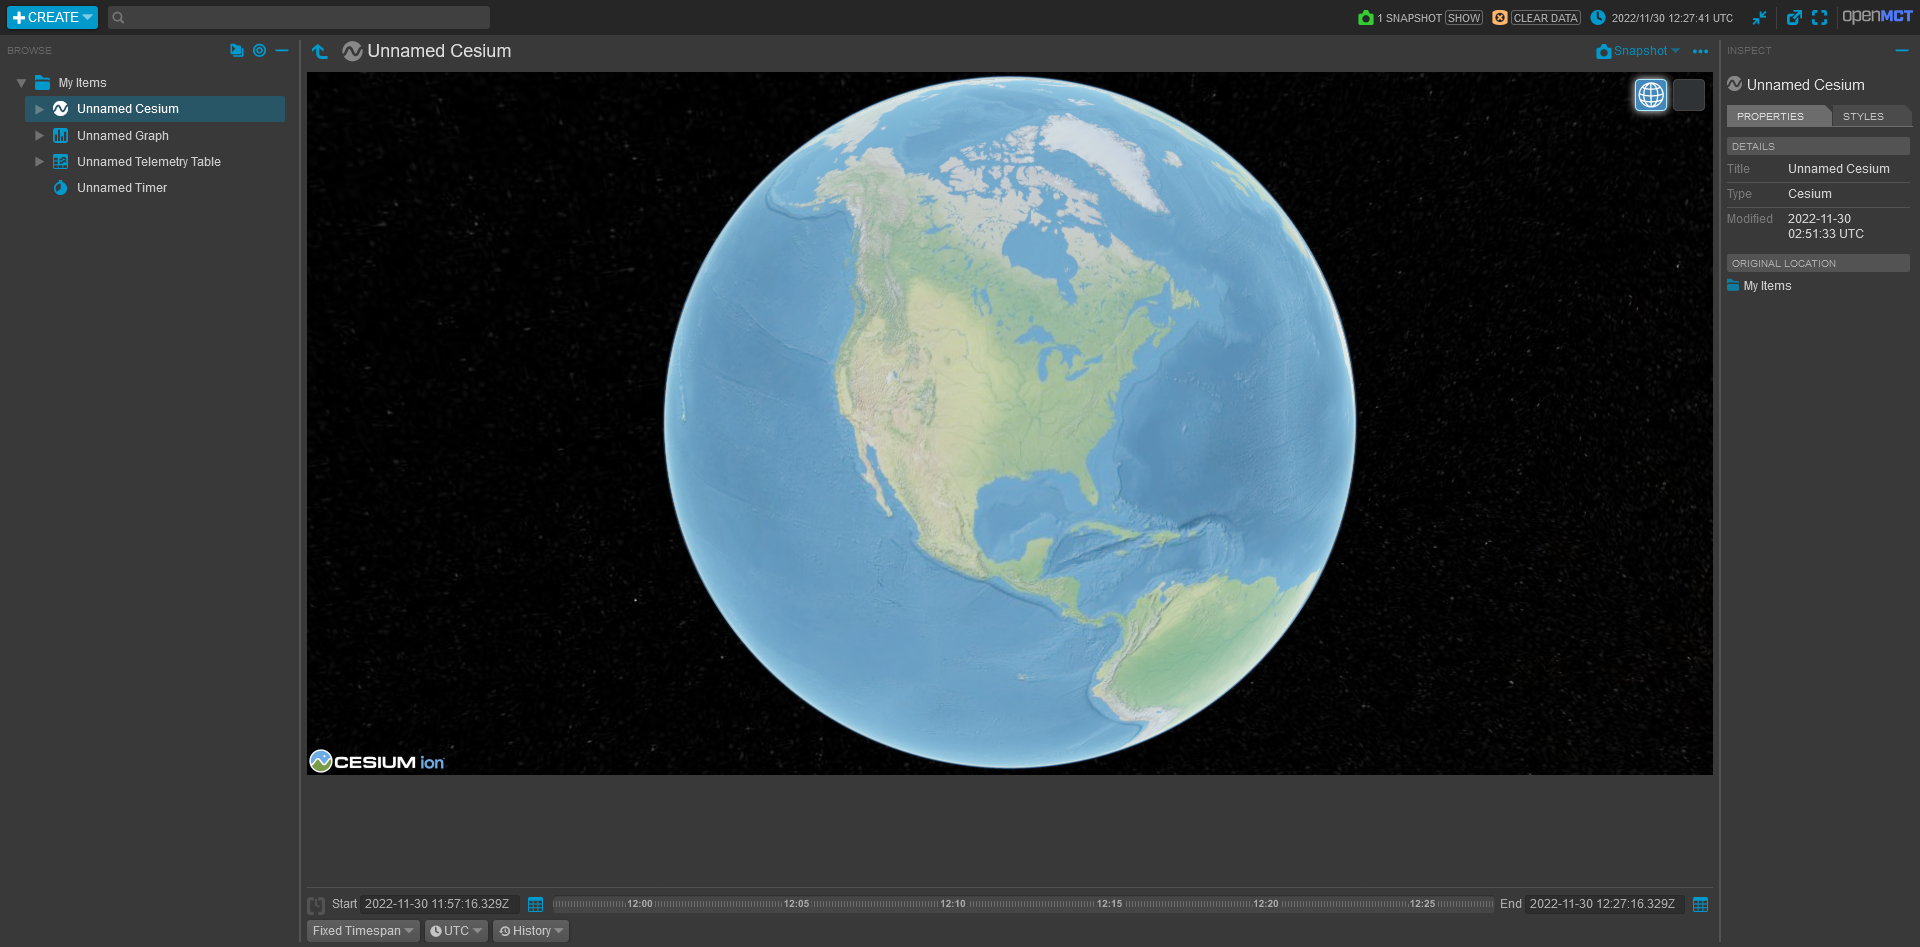 CREATE
1 SNAPSHOT SHOW CLEAR DATA 2022/11/30 12:27:41 UTC openMCT
BROWSE
My Items
Unnamed Cesium
Unnamed Graph
Unnamed Telemetry Table
Unnamed Timer
Unnamed Cesium
Snapshot
CESIUM ion
Start 2022-11-30 11:57:16.329Z 12:00 12:05 12:10 12:15 12:20 12:25 End 2022-11-30 12:27:16.329Z
Fixed Timespan UTC History
INSPECT
Unnamed Cesium
PROPERTIES STYLES
DETAILS
Title Unnamed Cesium
Type Cesium
Modified 2022-11-30
02:51:33 UTC
ORIGINAL LOCATION
My Items